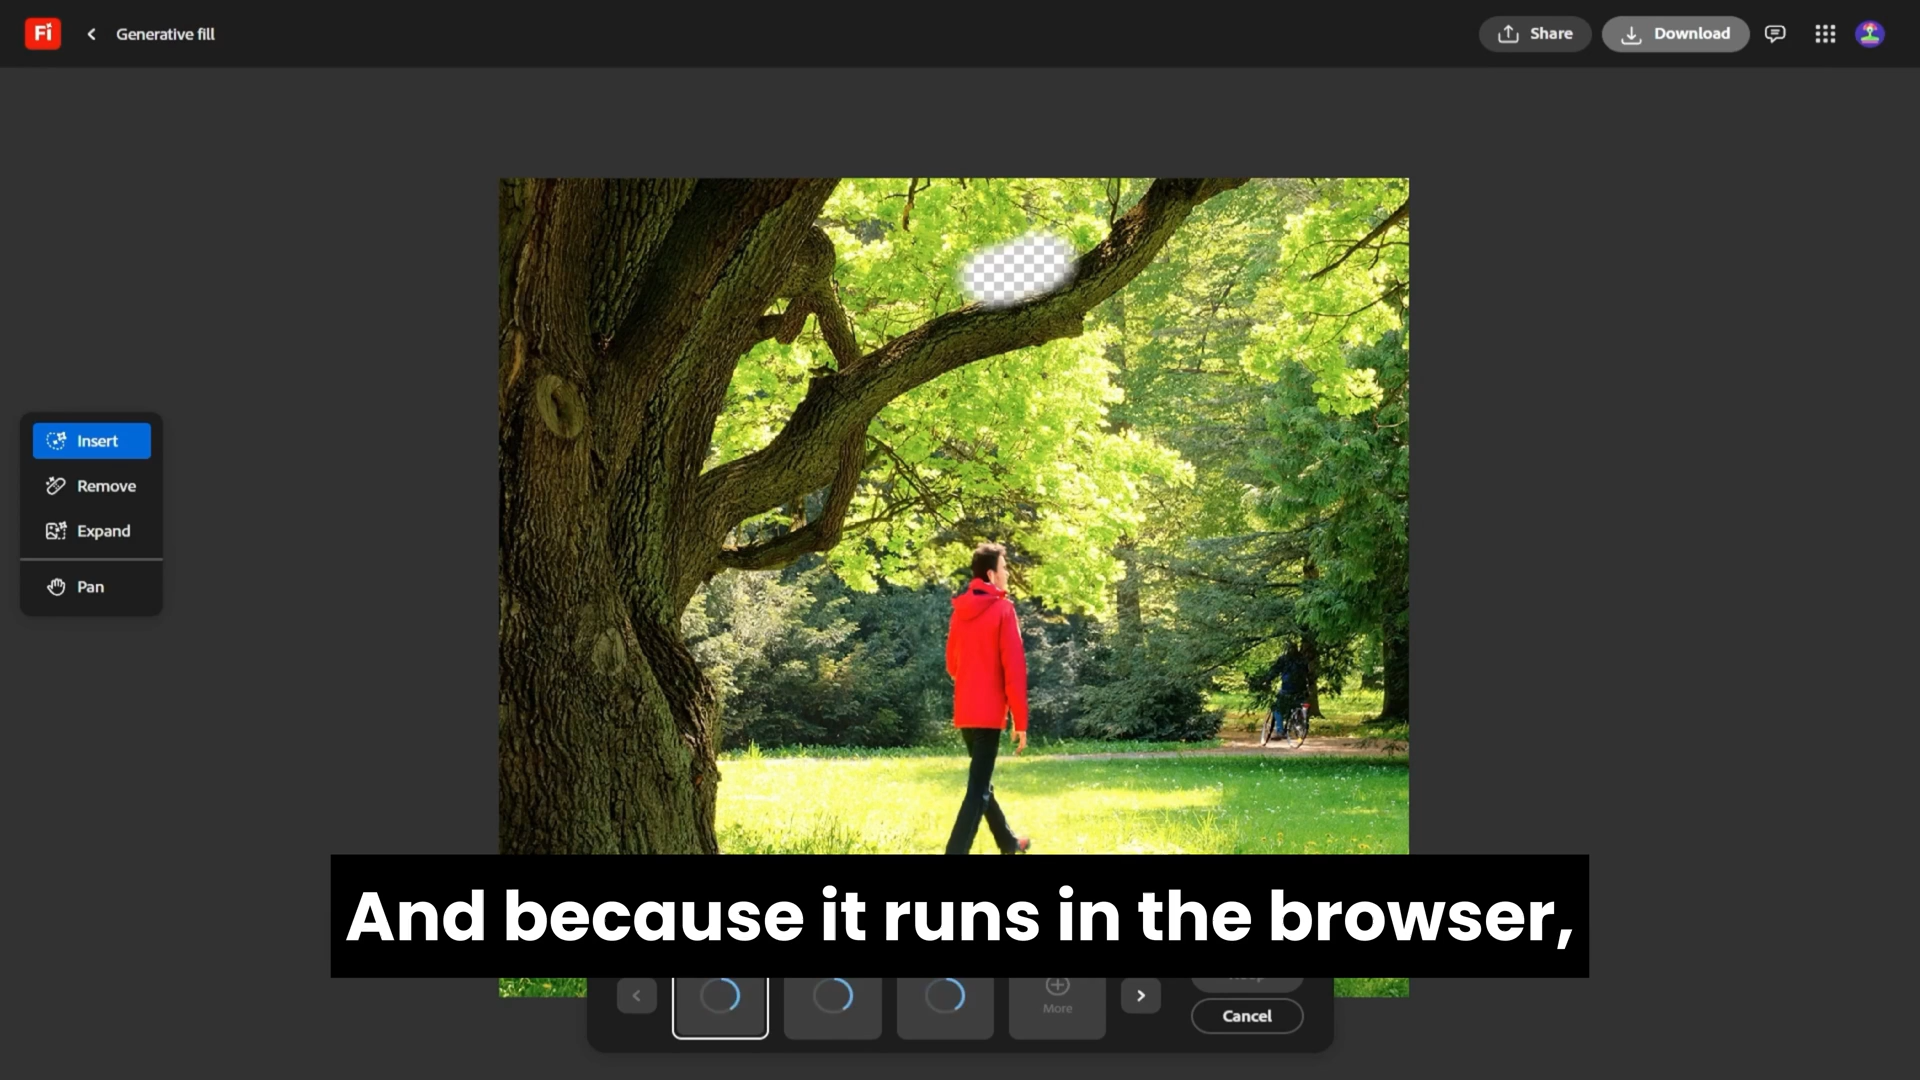 Fi
Generative fill
Share
Download
Insert
Remove
Expand
Pan
And because it runs in the browser,
More
Cancel